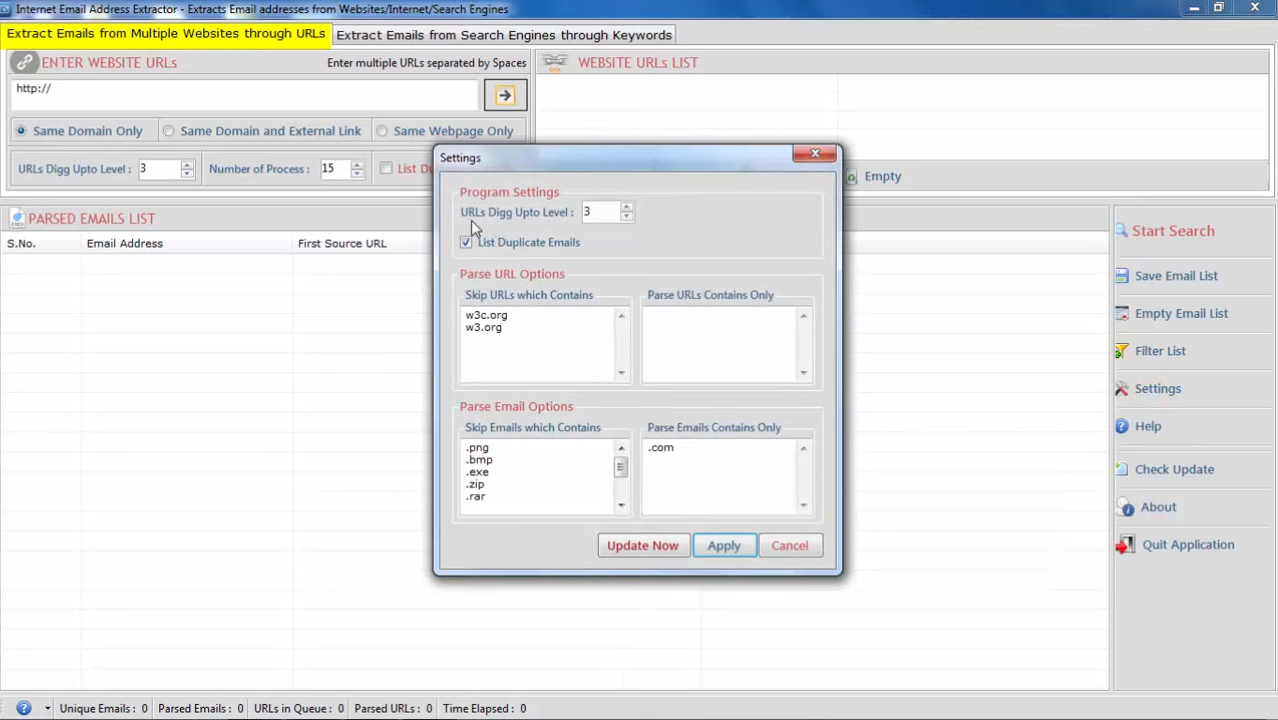 Internet Email Address Extractor - Extracts Email addresses from Websites/Internet/Search Engines
Extract Emails from Multiple Websites through URLs
Extract Emails from Search Engines through Keywords
ENTER WEBSITE URLs
Enter multiple URLs separated by Spaces
WEBSITE URLs LIST
http://
Same Domain Only
Same Domain and External Link
Same Webpage Only
URLs Digg Upto Level : 3
Number of Process : 15
List Du
Empty
PARSED EMAILS LIST
S.No.
Email Address
First Source URL
Settings
Program Settings
URLs Digg Upto Level : 3
List Duplicate Emails
Parse URL Options
Skip URLs which Contains
Parse URLs Contains Only
w3c.org
w3.org
Parse Email Options
Skip Emails which Contains
Parse Emails Contains Only
.png
.bmp
.exe
.zip
.rar
.com
Update Now
Apply
Cancel
Start Search
Save Email List
Empty Email List
Filter List
Settings
Help
Check Update
About
Quit Application
Unique Emails : 0
Parsed Emails : 0
URLs in Queue : 0
Parsed URLs : 0
Time Elapsed : 0